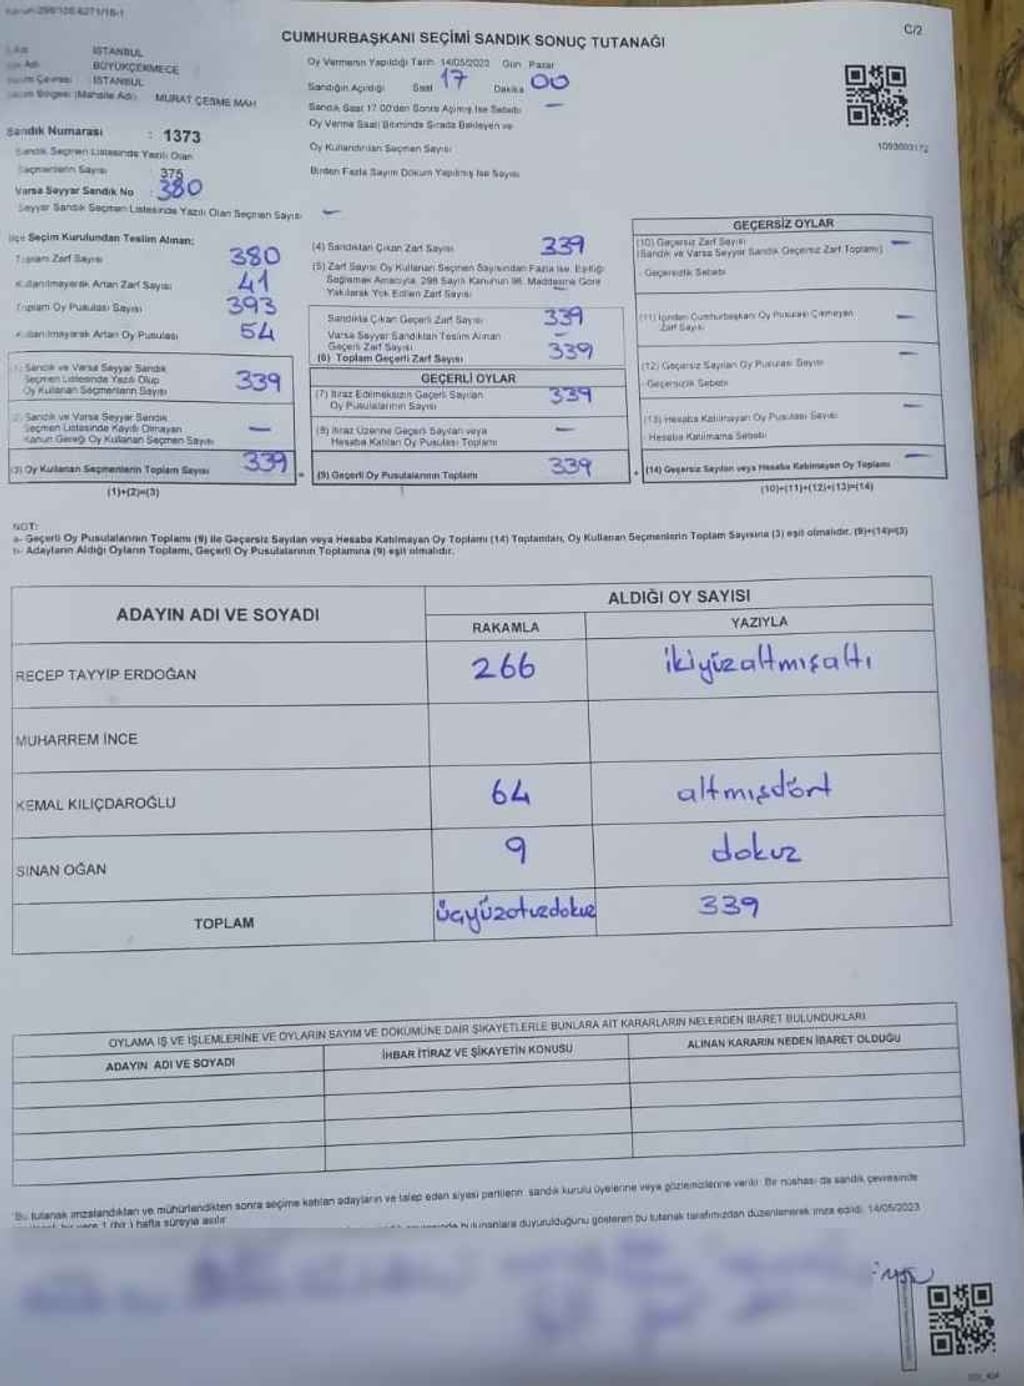 C/2
CUMHURBAŞKANI SEÇİMİ SANDIK SONUÇ TUTANAĞI
İSTANBUL
BÜYÜKÇEKMECE
İSTANBUL
MURAT ÇEŞME MAH
Sandık Numarası : 1373
Sandık Seçmen Listesinde Yazılı Olan
Seçmenlerin Sayısı 375
Varsa Seyyar Sandık No : 380
Seyyar Sandık Seçmen Listesinde Yazılı Olan Seçmen Sayısı —
Oy Vermenin Yapıldığı Tarih 14/05/2023 Gün Pazar
Sandığın Açıldığı Saat 17 Dakika 00
Sandık Saat 17.00'den Sonra Açılmış İse Sebebi —
Oy Verme Saati Bitiminde Sırada Bekleyen ve
Oy Kullandırılan Seçmen Sayısı
Birden Fazla Sayım Döküm Yapılmış İse Sayısı
1093003172
İlçe Seçim Kurulundan Teslim Alınan:
Toplam Zarf Sayısı 380
Kullanılmayarak Artan Zarf Sayısı 41
Toplam Oy Pusulası Sayısı 393
Kullanılmayarak Artan Oy Pusulası 54
(1) Sandık ve Varsa Seyyar Sandık
Seçmen Listesinde Yazılı Olup
Oy Kullanan Seçmenlerin Sayısı 339
(2) Sandık ve Varsa Seyyar Sandık
Seçmen Listesinde Kayıtlı Olmayan
Kanun Gereği Oy Kullanan Seçmen Sayısı —
(3) Oy Kullanan Seçmenlerin Toplam Sayısı 339
(1)+(2)=(3)
(4) Sandıktan Çıkan Zarf Sayısı 339
(5) Zarf Sayısı Oy Kullanan Seçmen Sayısından Fazla İse, Eşitliği
Sağlamak Amacıyla, 298 Sayılı Kanunun 98. Maddesine Göre
Yakılarak Yok Edilen Zarf Sayısı —
Sandıkta Çıkan Geçerli Zarf Sayısı 339
Varsa Seyyar Sandıktan Teslim Alınan
Geçerli Zarf Sayısı —
(6) Toplam Geçerli Zarf Sayısı 339
GEÇERLİ OYLAR
(7) İtiraz Edilmeksizin Geçerli Sayılan
Oy Pusulalarının Sayısı 339
(8) İtiraz Üzerine Geçerli Sayılan veya
Hesaba Katılan Oy Pusulası Toplamı —
(9) Geçerli Oy Pusulalarının Toplamı 339
GEÇERSİZ OYLAR
(10) Geçersiz Zarf Sayısı
(Sandık ve Varsa Seyyar Sandık Geçersiz Zarf Toplamı) —
- Geçersizlik Sebebi
(11) İçinden Cumhurbaşkanı Oy Pusulası Çıkmayan
Zarf Sayısı —
(12) Geçersiz Sayılan Oy Pusulası Sayısı —
- Geçersizlik Sebebi
(13) Hesaba Katılmayan Oy Pusulası Sayısı —
- Hesaba Katılmama Sebebi
+ (14) Geçersiz Sayılan veya Hesaba Katılmayan Oy Toplamı —
(10)+(11)+(12)+(13)=(14)
NOT:
a- Geçerli Oy Pusulalarının Toplamı (9) ile Geçersiz Sayılan veya Hesaba Katılmayan Oy Toplamı (14) Toplamları, Oy Kullanan Seçmenlerin Toplam Sayısına (3) eşit olmalıdır. (9)+(14)=(3)
b- Adayların Aldığı Oyların Toplamı, Geçerli Oy Pusulalarının Toplamına (9) eşit olmalıdır.
ADAYIN ADI VE SOYADI
ALDIĞI OY SAYISI
RAKAMLA YAZIYLA
RECEP TAYYİP ERDOĞAN 266 ikiyüzaltmışaltı
MUHARREM İNCE
KEMAL KILIÇDAROĞLU 64 altmışdört
SİNAN OĞAN 9 dokuz
TOPLAM üçyüzotuzdokuz 339
OYLAMA İŞ VE İŞLEMLERİNE VE OYLARIN SAYIM VE DÖKÜMÜNE DAİR ŞİKAYETLERLE BUNLARA AİT KARARLARIN NELERDEN İBARET BULUNDUKLARI
ADAYIN ADI VE SOYADI İHBAR İTİRAZ VE ŞİKAYETİN KONUSU ALINAN KARARIN NEDEN İBARET OLDUĞU
Bu tutanak imzalandıktan ve mühürlendikten sonra seçime katılan adayların ve talep eden siyasi partilerin sandık kurulu üyelerine veya gözlemcilerine verilir. Bir nüshası da sandık çevresinde
1 (bir) hafta süreyle asılır
bulunanlara duyurulduğunu gösteren bu tutanak tarafımızdan düzenlenerek imza edildi. 14/05/2023